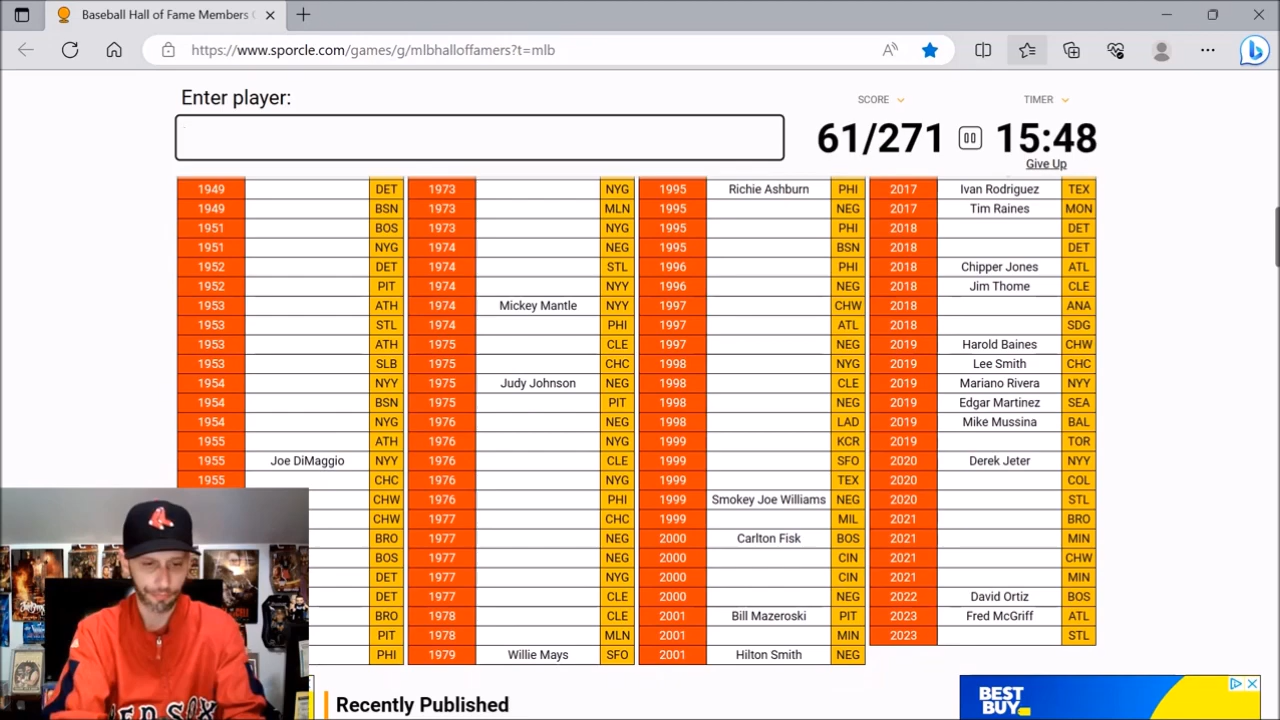 Baseball Hall of Fame Members
https://www.sporcle.com/games/g/mlbhalloffamers?t=mlb
Enter player:
SCORE
TIMER
61/271
15:48
Give Up
1949 DET 1973 NYG 1995 Richie Ashburn PHI 2017 Ivan Rodriguez TEX
1949 BSN 1973 MLN 1995 NEG 2017 Tim Raines MON
1951 BOS 1973 NYG 1995 PHI 2018 DET
1951 NYG 1974 NEG 1995 BSN 2018 DET
1952 DET 1974 STL 1996 PHI 2018 Chipper Jones ATL
1952 PIT 1974 NYY 1996 NEG 2018 Jim Thome CLE
1953 ATH 1974 Mickey Mantle NYY 1997 CHW 2018 ANA
1953 STL 1974 PHI 1997 ATL 2018 SDG
1953 ATH 1975 CLE 1997 NEG 2019 Harold Baines CHW
1953 SLB 1975 CHC 1998 NYG 2019 Lee Smith CHC
1954 NYY 1975 Judy Johnson NEG 1998 CLE 2019 Mariano Rivera NYY
1954 BSN 1975 PIT 1998 NEG 2019 Edgar Martinez SEA
1954 NYG 1976 NEG 1998 LAD 2019 Mike Mussina BAL
1955 ATH 1976 NYG 1999 KCR 2019 TOR
1955 Joe DiMaggio NYY 1976 CLE 1999 SFO 2020 Derek Jeter NYY
1955 CHC 1976 NYG 1999 TEX 2020 COL
CHW 1976 PHI 1999 Smokey Joe Williams NEG 2020 STL
CHW 1977 CHC 1999 MIL 2021 BRO
BRO 1977 NEG 2000 Carlton Fisk BOS 2021 MIN
BOS 1977 NEG 2000 CIN 2021 CHW
DET 1977 NYG 2000 CIN 2021 MIN
DET 1977 CLE 2000 NEG 2022 David Ortiz BOS
BRO 1978 CLE 2001 Bill Mazeroski PIT 2023 Fred McGriff ATL
PIT 1978 MLN 2001 MIN 2023 STL
PHI 1979 Willie Mays SFO 2001 Hilton Smith NEG
Recently Published
BEST
BUY
RED SOX